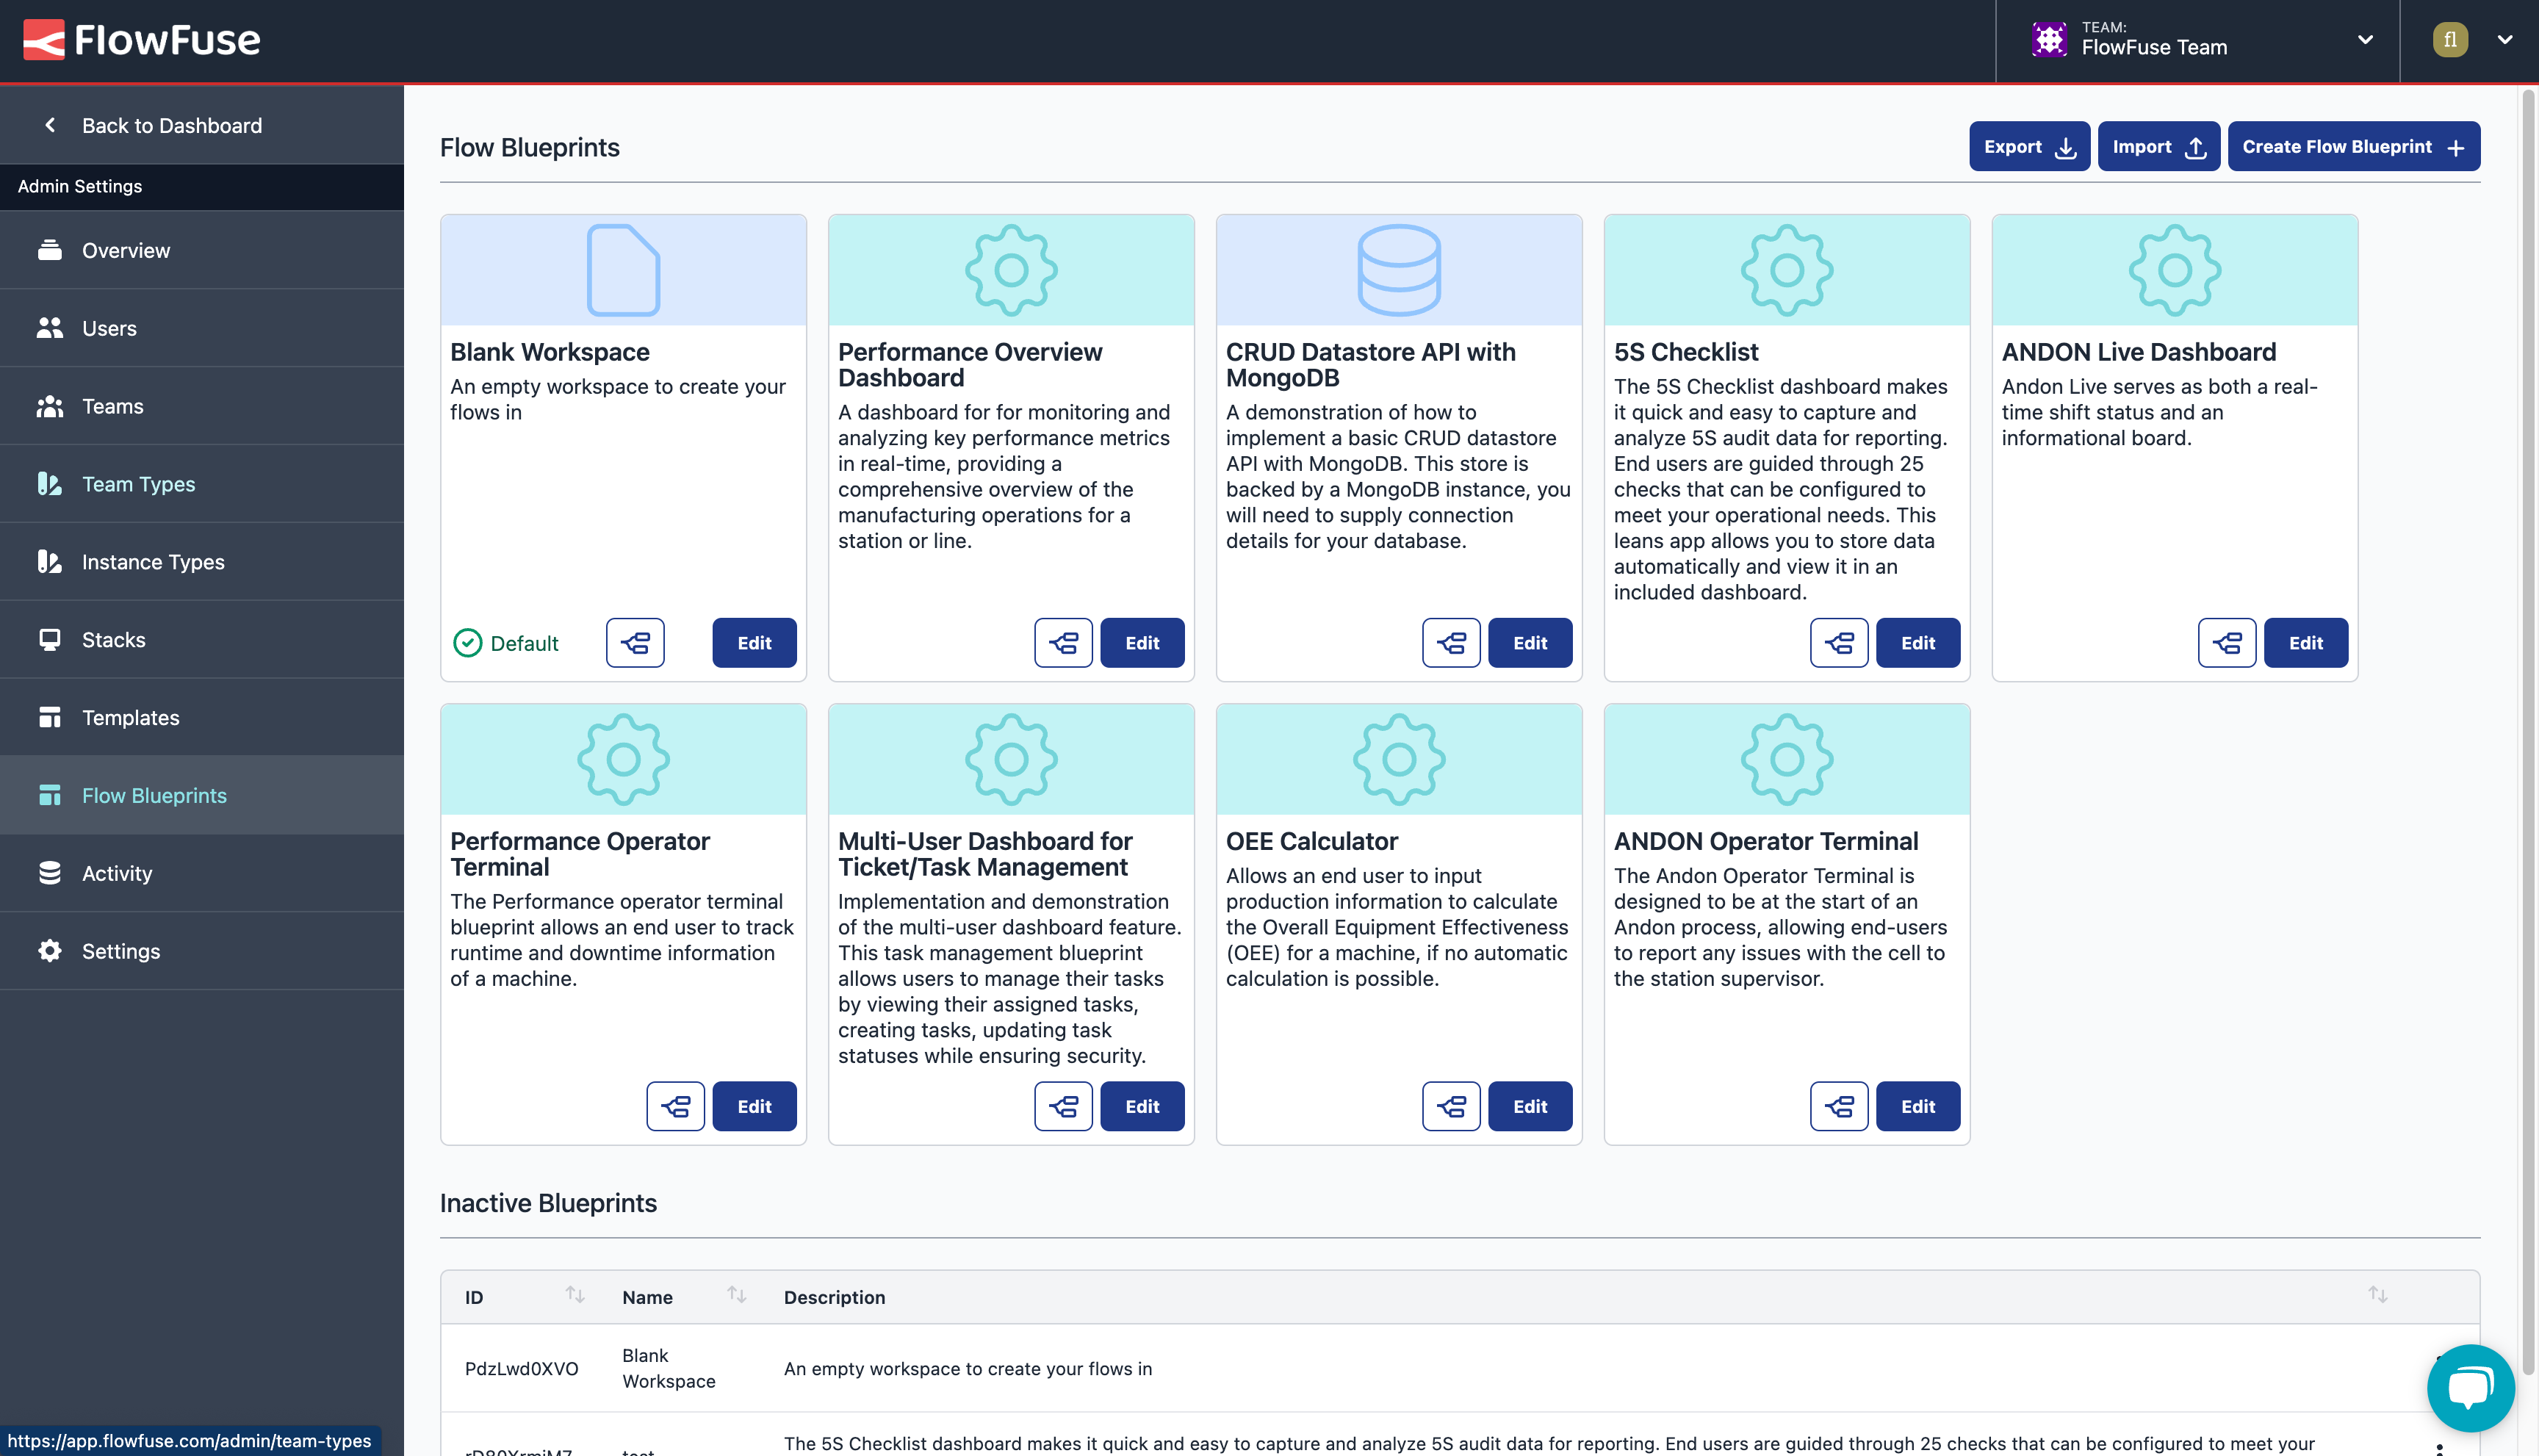 FlowFuse
TEAM:
FlowFuse Team
fl
Back to Dashboard
Admin Settings
Overview
Users
Teams
Team Types
Instance Types
Stacks
Templates
Flow Blueprints
Activity
Settings
https://app.flowfuse.com/admin/team-types
Flow Blueprints
Export
Import
Create Flow Blueprint
Blank Workspace
An empty workspace to create your
flows in
Default
Edit
Performance Overview
Dashboard
A dashboard for for monitoring and
analyzing key performance metrics
in real-time, providing a
comprehensive overview of the
manufacturing operations for a
station or line.
Edit
CRUD Datastore API with
MongoDB
A demonstration of how to
implement a basic CRUD datastore
API with MongoDB. This store is
backed by a MongoDB instance, you
will need to supply connection
details for your database.
Edit
5S Checklist
The 5S Checklist dashboard makes
it quick and easy to capture and
analyze 5S audit data for reporting.
End users are guided through 25
checks that can be configured to
meet your operational needs. This
leans app allows you to store data
automatically and view it in an
included dashboard.
Edit
ANDON Live Dashboard
Andon Live serves as both a real-
time shift status and an
informational board.
Edit
Performance Operator
Terminal
The Performance operator terminal
blueprint allows an end user to track
runtime and downtime information
of a machine.
Edit
Multi-User Dashboard for
Ticket/Task Management
Implementation and demonstration
of the multi-user dashboard feature.
This task management blueprint
allows users to manage their tasks
by viewing their assigned tasks,
creating tasks, updating task
statuses while ensuring security.
Edit
OEE Calculator
Allows an end user to input
production information to calculate
the Overall Equipment Effectiveness
(OEE) for a machine, if no automatic
calculation is possible.
Edit
ANDON Operator Terminal
The Andon Operator Terminal is
designed to be at the start of an
Andon process, allowing end-users
to report any issues with the cell to
the station supervisor.
Edit
Inactive Blueprints
ID
Name
Description
PdzLwd0XVO
Blank
Workspace
An empty workspace to create your flows in
The 5S Checklist dashboard makes it quick and easy to capture and analyze 5S audit data for reporting. End users are guided through 25 checks that can be configured to meet your